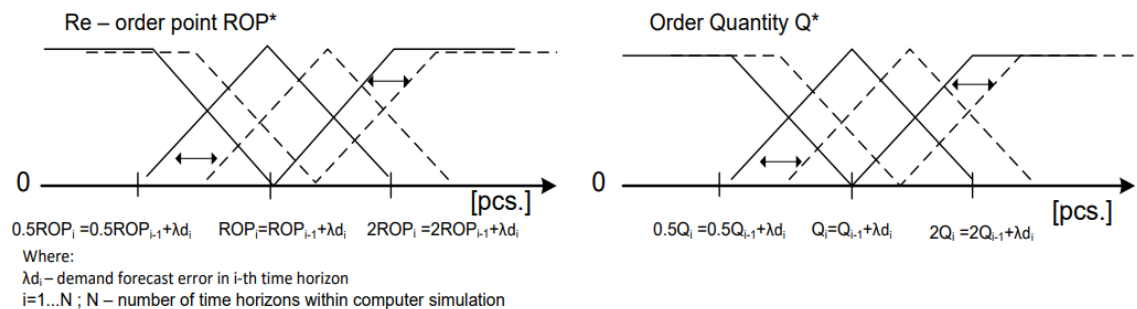 Re – order point ROP*
Order Quantity Q*
0
[pcs.]
0.5ROPᵢ =0.5ROPᵢ₋₁+λdᵢ
ROPᵢ=ROPᵢ₋₁+λdᵢ
2ROPᵢ =2ROPᵢ₋₁+λdᵢ
0
[pcs.]
0.5Qᵢ =0.5Qᵢ₋₁+λdᵢ
Qᵢ=Qᵢ₋₁+λdᵢ
2Qᵢ =2Qᵢ₋₁+λdᵢ
Where:
λdᵢ – demand forecast error in i-th time horizon
i=1...N ; N – number of time horizons within computer simulation